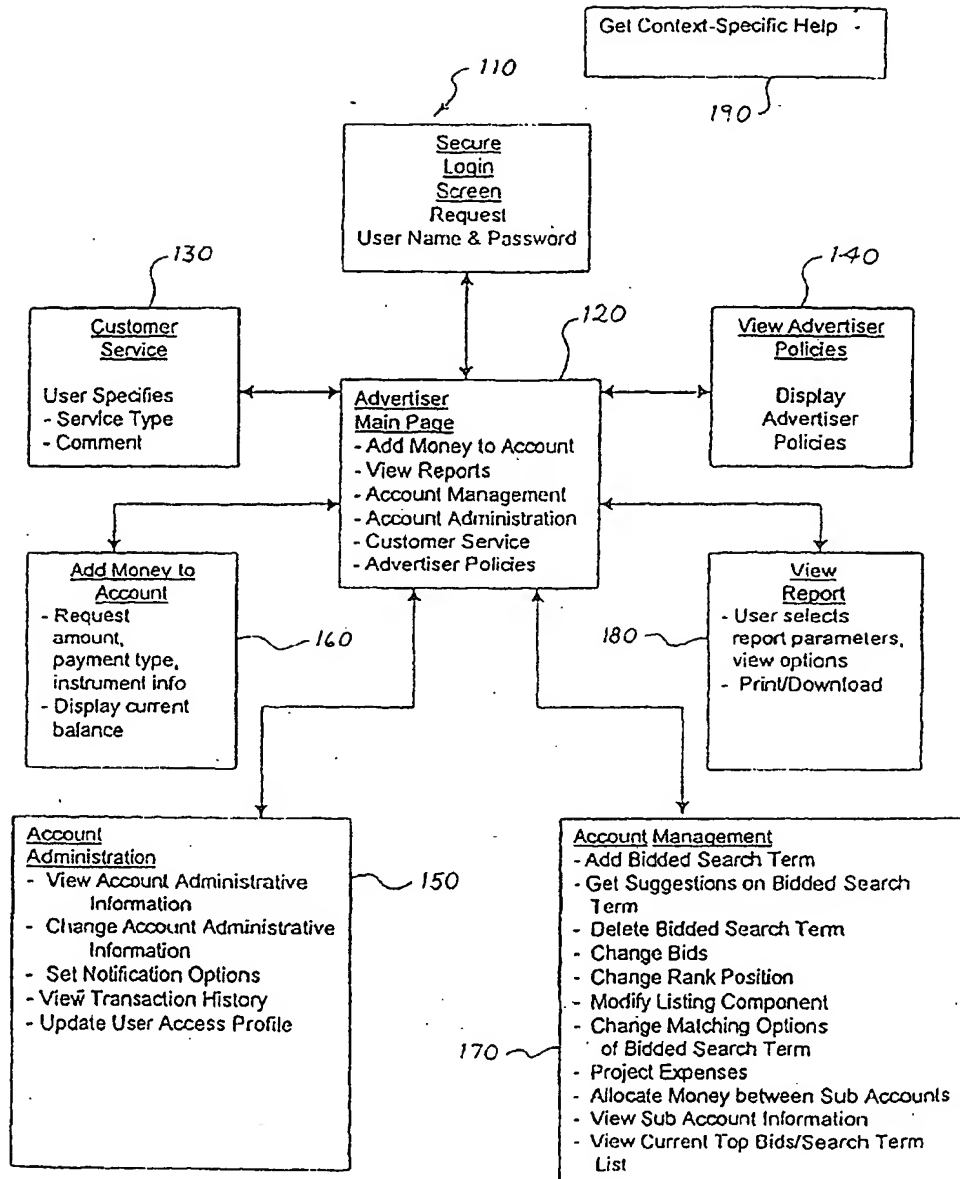 Get Context-Specific Help -
190
110
Secure
Login
Screen
Request
User Name & Password
130
Customer
Service
User Specifies
- Service Type
- Comment
120
Advertiser
Main Page
- Add Money to Account
- View Reports
- Account Management
- Account Administration
- Customer Service
- Advertiser Policies
140
View Advertiser
Policies
Display
Advertiser
Policies
Add Money to
Account
- Request
amount,
payment type,
instrument info
- Display current
balance
160
180
View
Report
- User selects
report parameters,
view options
- Print/Download
Account
Administration
- View Account Administrative
Information
- Change Account Administrative
Information
- Set Notification Options
- View Transaction History
- Update User Access Profile
150
170
Account Management
- Add Bidded Search Term
- Get Suggestions on Bidded Search
Term
- Delete Bidded Search Term
- Change Bids
- Change Rank Position
- Modify Listing Component
- Change Matching Options
of Bidded Search Term
- Project Expenses
- Allocate Money between Sub Accounts
- View Sub Account Information
- View Current Top Bids/Search Term
List